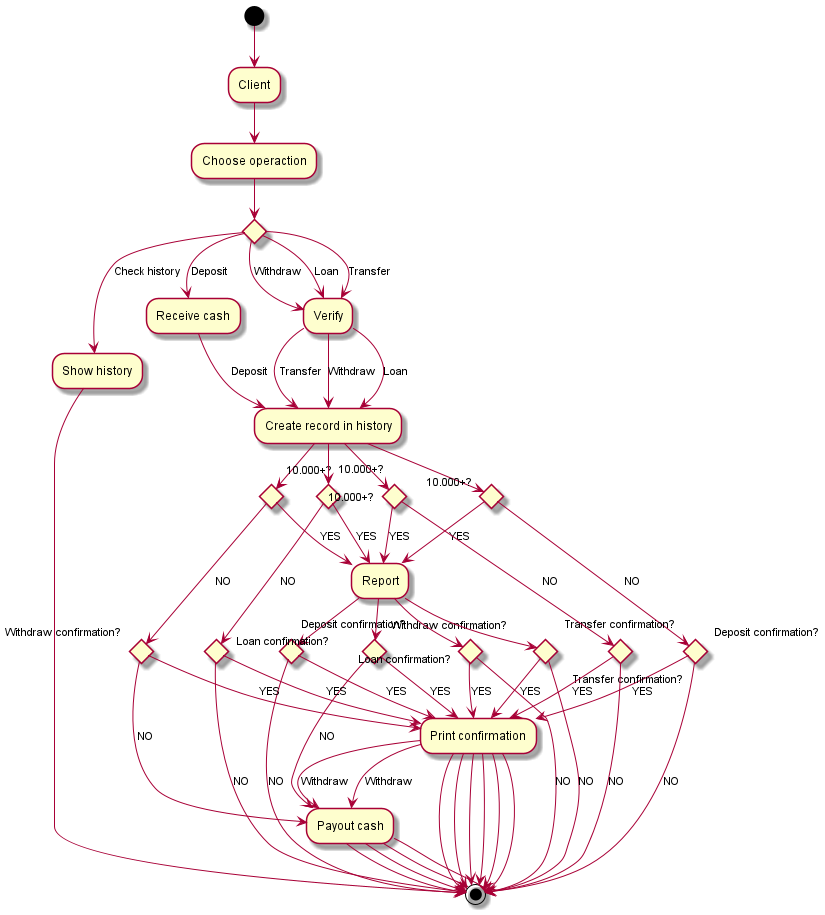 Client
Choose operaction
Check history
Deposit
Withdraw
Loan
Transfer
Receive cash
Verify
Show history
Deposit
Transfer
Withdraw
Loan
Create record in history
10.000+?
10.000+?
10.000+?
10.000+?
YES
YES
YES
YES
Report
NO
NO
NO
NO
Withdraw confirmation?
Loan confirmation?
Deposit confirmation?
Withdraw confirmation?
Loan confirmation?
Transfer confirmation?
Transfer confirmation?
Deposit confirmation?
YES
YES
YES
YES
YES
YES
YES
YES
Print confirmation
NO
NO
NO
NO
NO
NO
NO
NO
Withdraw
Withdraw
Payout cash